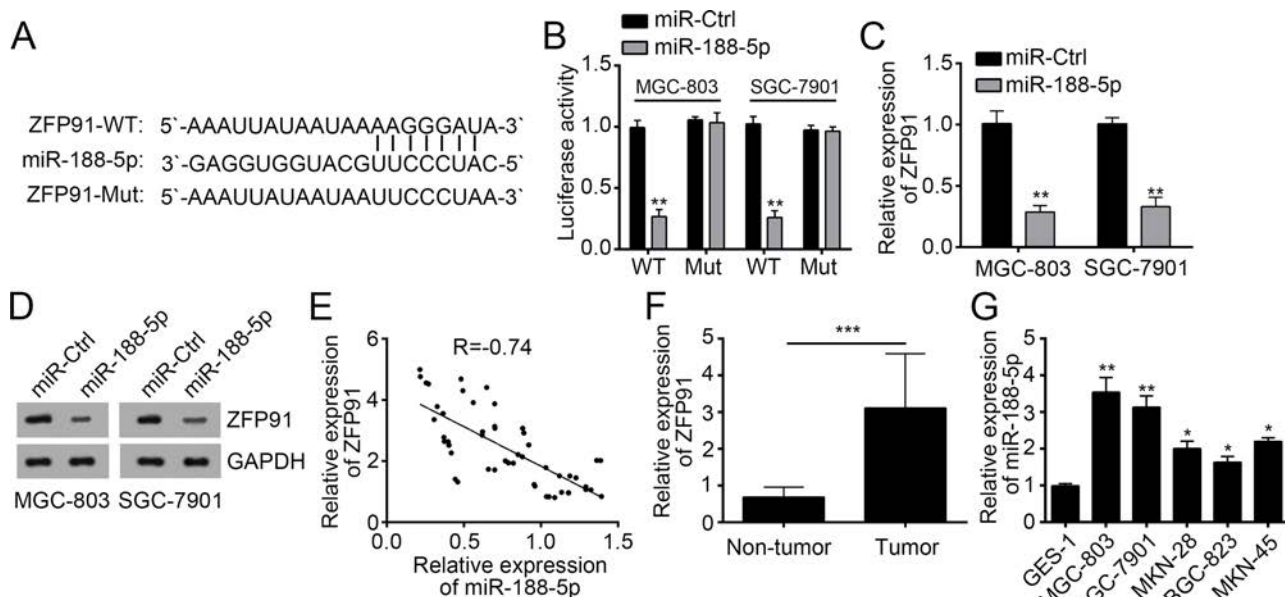 A
ZFP91-WT: 5`-AAAUUAUAAUAAAAGGGAUA-3`
miR-188-5p: 3`-GAGGUGGUACGUUCCCUAC-5`
ZFP91-Mut: 5`-AAAUUAUAAUAAUUCCCUAA-3`
B
miR-Ctrl
miR-188-5p
Luciferase activity
1.5
1.0
0.5
0.0
MGC-803
SGC-7901
** **
WT Mut WT Mut
C
miR-Ctrl
miR-188-5p
Relative expression
of ZFP91
1.5
1.0
0.5
0.0
** **
MGC-803 SGC-7901
D
miR-Ctrl miR-188-5p miR-Ctrl miR-188-5p
ZFP91
GAPDH
MGC-803 SGC-7901
E
R=-0.74
Relative expression
of ZFP91
6
4
2
0
0.0 0.5 1.0 1.5
Relative expression
of miR-188-5p
F
Relative expression
of ZFP91
5
4
3
2
1
0
***
Non-tumor Tumor
G
Relative expression
of miR-188-5p
5
4
3
2
1
0
** ** * * *
GES-1 MGC-803 GC-7901 MKN-28 BGC-823 MKN-45